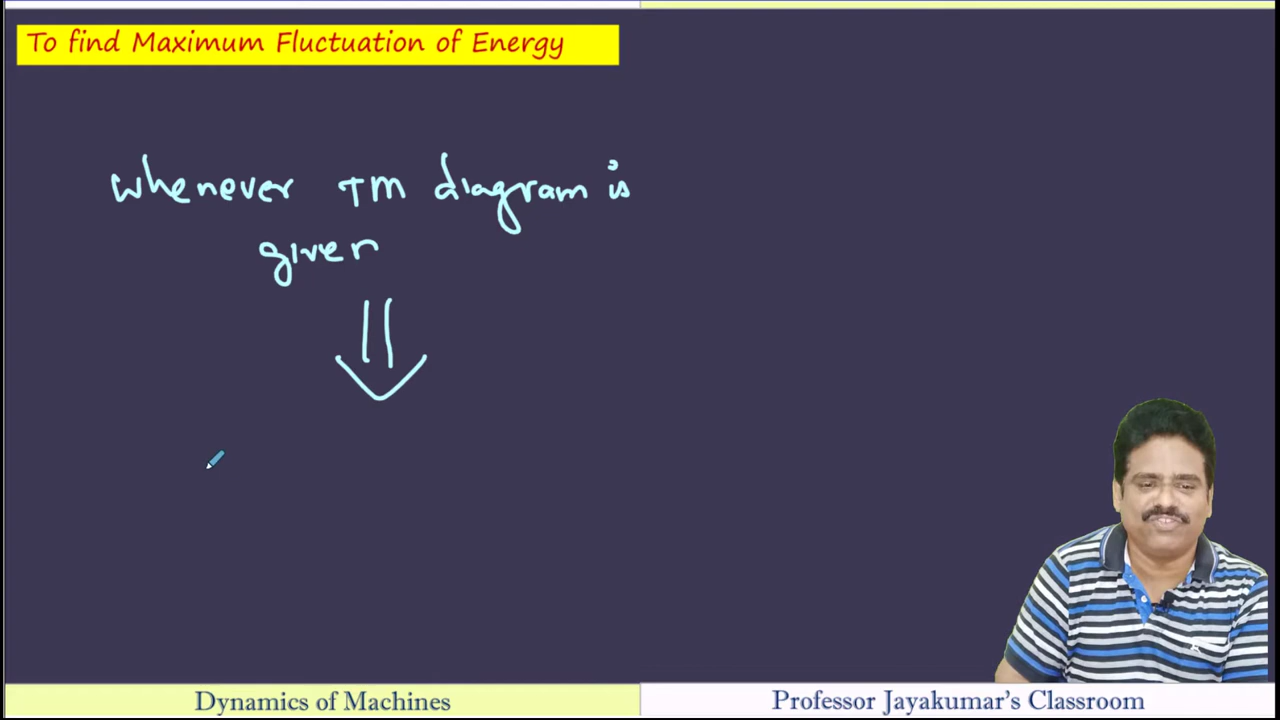 To find Maximum Fluctuation of Energy
Whenever TM diagram is
given
Dynamics of Machines
Professor Jayakumar's Classroom